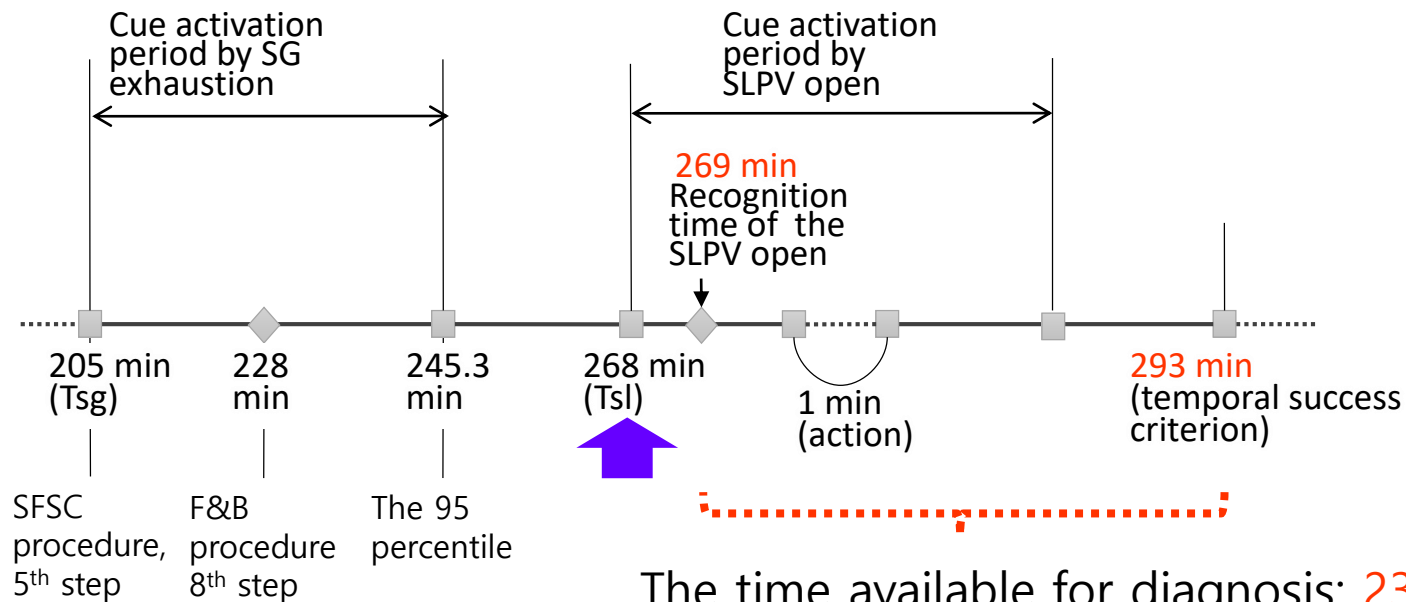 Cue activation
period by SG
exhaustion
Cue activation
period by
SLPV open
269 min
Recognition
time of the
SLPV open
205 min
(Tsg)
228
min
245.3
min
268 min
(Tsl)
1 min
(action)
293 min
(temporal success
criterion)
SFSC
procedure,
5th step
F&B
procedure
8th step
The 95
percentile
The time available for diagnosis: 23